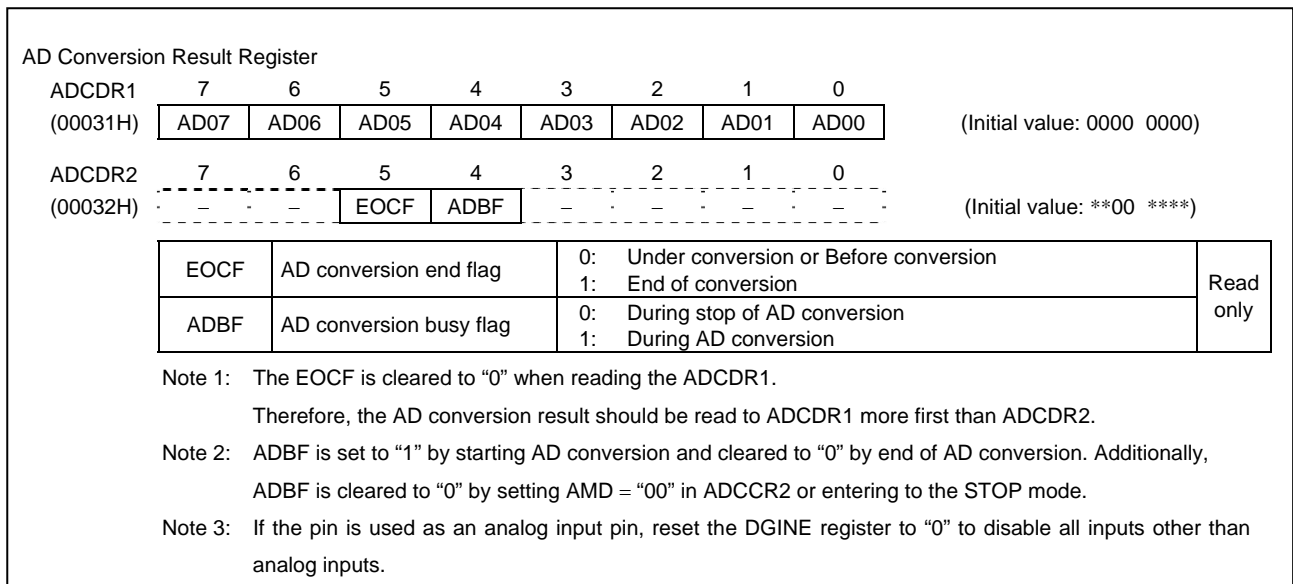 AD Conversion Result Register
ADCDR1 7 6 5 4 3 2 1 0
(00031H) AD07 AD06 AD05 AD04 AD03 AD02 AD01 AD00 (Initial value: 0000 0000)
ADCDR2 7 6 5 4 3 2 1 0
(00032H) – – EOCF ADBF – – – – (Initial value: **00 ****)
EOCF AD conversion end flag 0: Under conversion or Before conversion
1: End of conversion
ADBF AD conversion busy flag 0: During stop of AD conversion
1: During AD conversion
Read
only
Note 1: The EOCF is cleared to “0” when reading the ADCDR1.
Therefore, the AD conversion result should be read to ADCDR1 more first than ADCDR2.
Note 2: ADBF is set to “1” by starting AD conversion and cleared to “0” by end of AD conversion. Additionally,
ADBF is cleared to “0” by setting AMD = “00” in ADCCR2 or entering to the STOP mode.
Note 3: If the pin is used as an analog input pin, reset the DGINE register to “0” to disable all inputs other than
analog inputs.